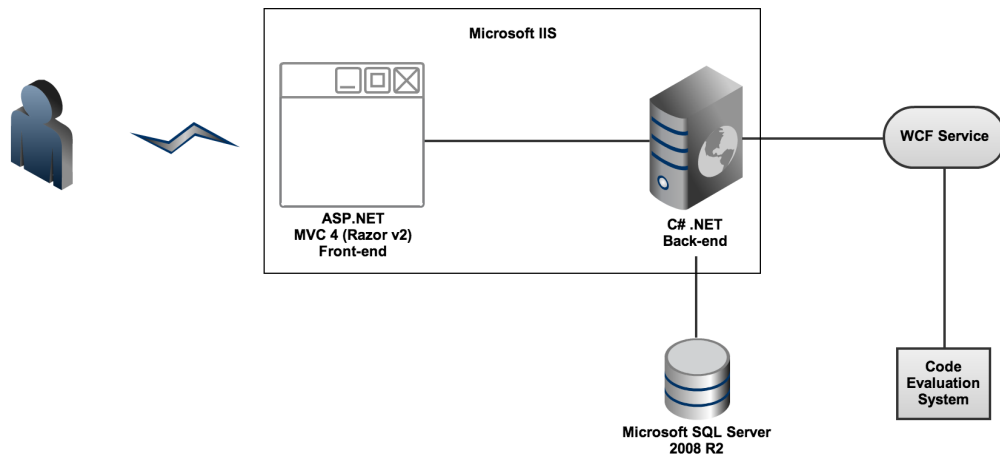 Microsoft IIS
ASP.NET
MVC 4 (Razor v2)
Front-end
C# .NET
Back-end
WCF Service
Microsoft SQL Server
2008 R2
Code
Evaluation
System